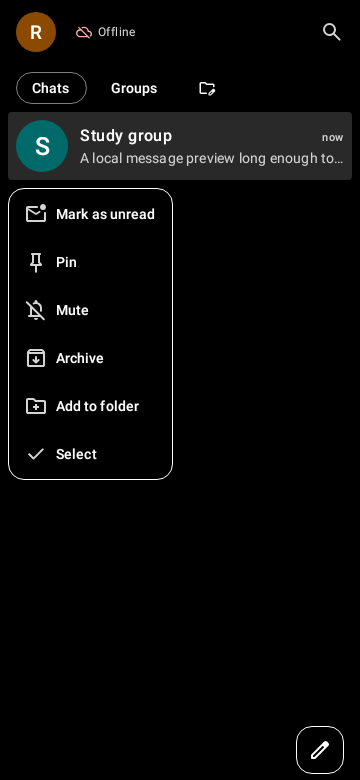 R
Offline
Chats
Groups
S
Study group
now
A local message preview long enough to…
Mark as unread
Pin
Mute
Archive
Add to folder
Select